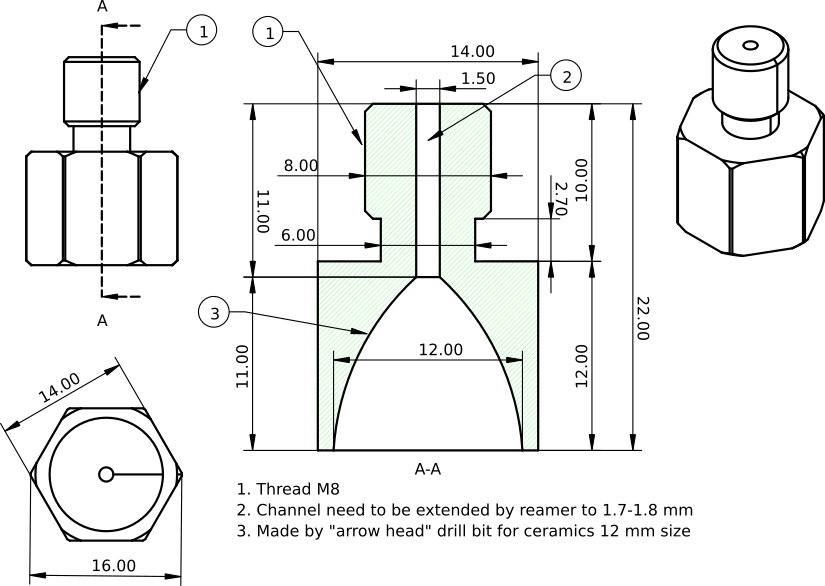 A
1
1
14.00
1.50
2
8.00
11.00
10.00
2.70
6.00
A
3
22.00
12.00
11.00
12.00
14.00
A-A
1. Thread M8
2. Channel need to be extended by reamer to 1.7-1.8 mm
3. Made by "arrow head" drill bit for ceramics 12 mm size
16.00